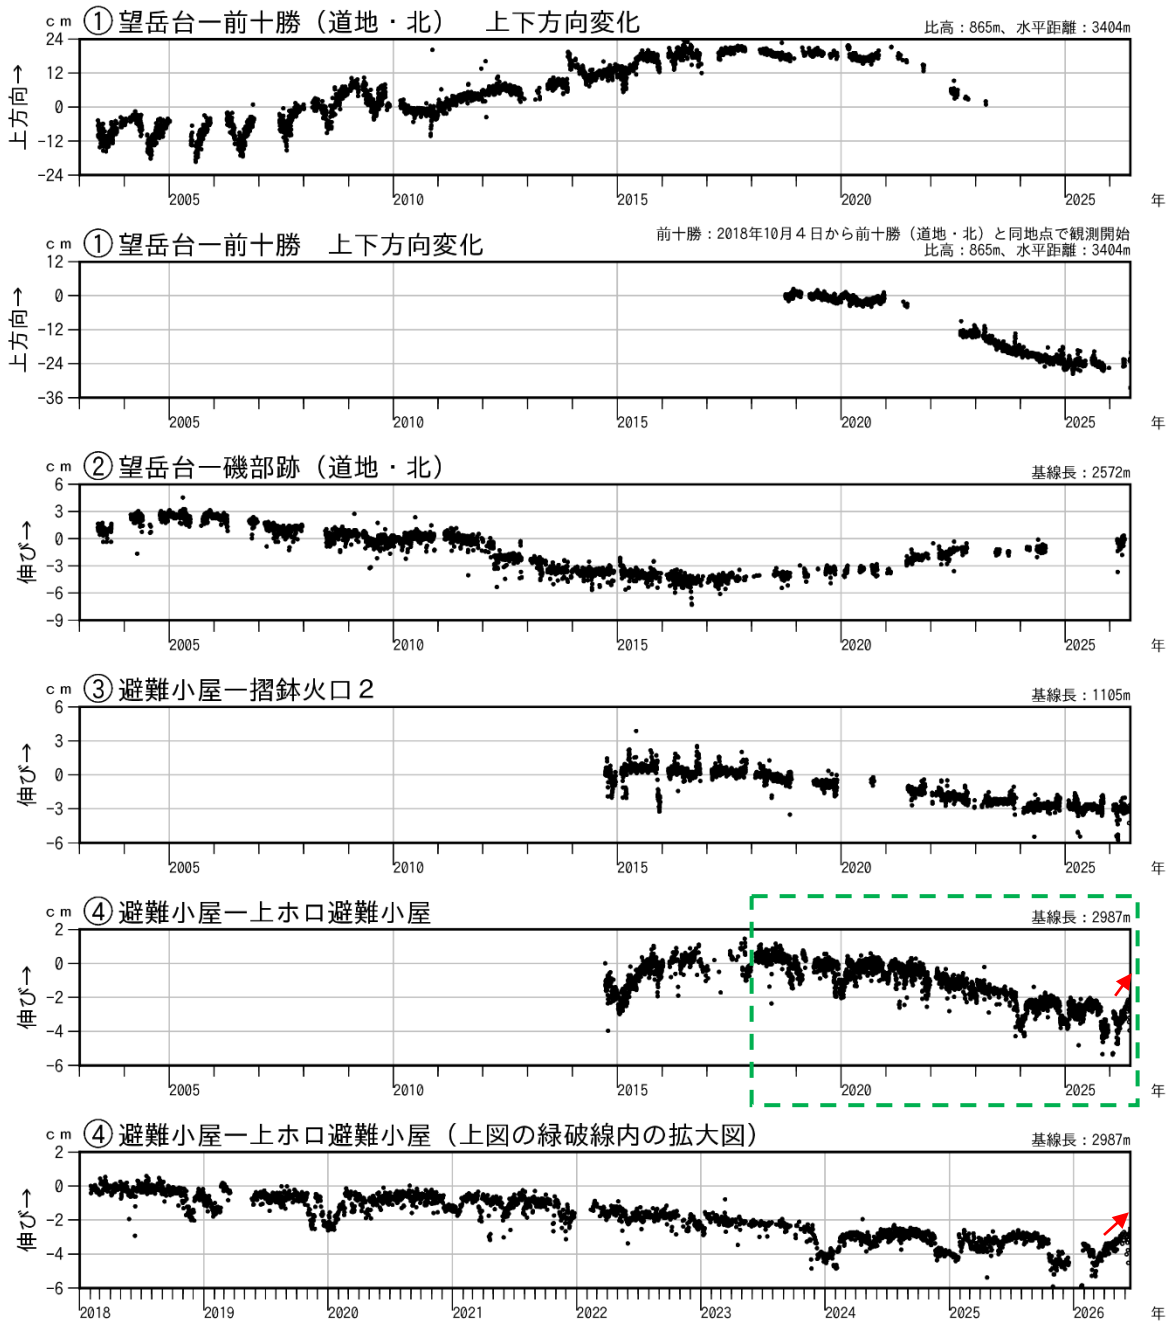 cm ①望岳台ー前十勝（道地・北）　上下方向変化
比高：865m、水平距離：3404m
上方向→
24
12
0
-12
-24
2005 2010 2015 2020 2025 年
cm ①望岳台ー前十勝　上下方向変化
前十勝：2018年10月４日から前十勝（道地・北）と同地点で観測開始
比高：865m、水平距離：3404m
上方向→
12
0
-12
-24
-36
2005 2010 2015 2020 2025 年
cm ②望岳台ー磯部跡（道地・北）
基線長：2572m
伸び→
6
3
0
-3
-6
-9
2005 2010 2015 2020 2025 年
cm ③避難小屋ー摺鉢火口２
基線長：1105m
伸び→
6
3
0
-3
-6
2005 2010 2015 2020 2025 年
cm ④避難小屋ー上ホロ避難小屋
基線長：2987m
伸び→
2
0
-2
-4
-6
2005 2010 2015 2020 2025 年
cm ④避難小屋ー上ホロ避難小屋（上図の緑破線内の拡大図）
基線長：2987m
伸び→
2
0
-2
-4
-6
2018 2019 2020 2021 2022 2023 2024 2025 2026 年